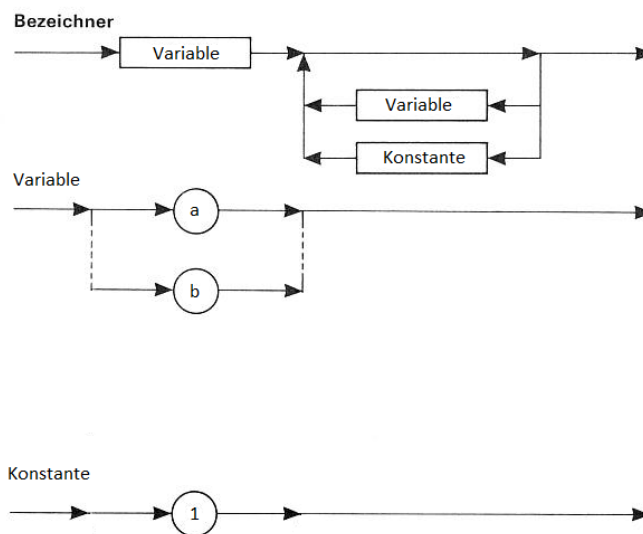 Bezeichner
Variable
Variable
Konstante
Variable
a
b
Konstante
1